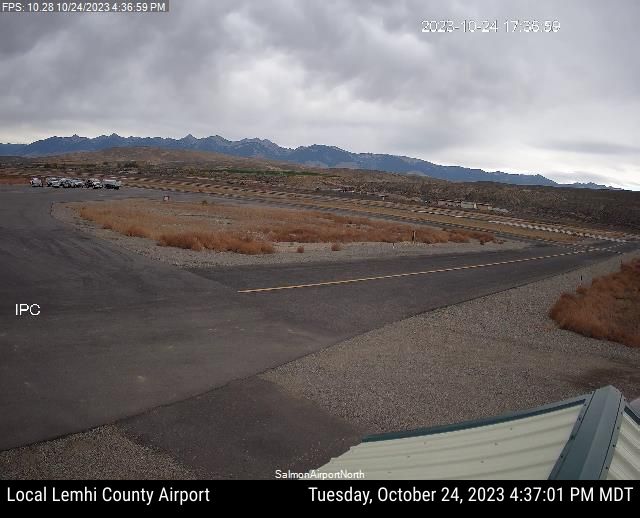 FPS: 10.28 10/24/2023 4:36:59 PM
2023-10-24 17:36:59
IPC
SalmonAirportNorth
Local Lemhi County Airport Tuesday, October 24, 2023 4:37:01 PM MDT